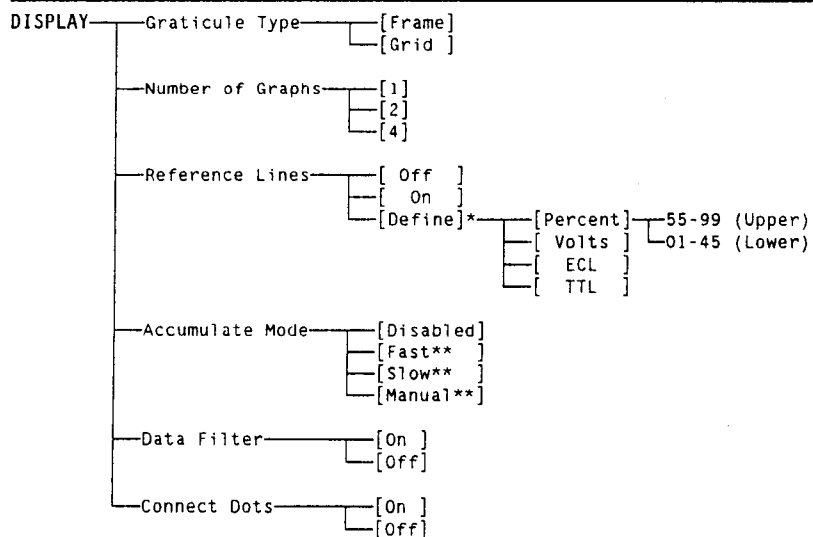 DISPLAY Graticule Type [Frame]
[Grid ]
Number of Graphs [1]
[2]
[4]
Reference Lines [ Off ]
[ On ]
[Define]* [Percent] 55-99 (Upper)
[ Volts ] 01-45 (Lower)
[ ECL ]
[ TTL ]
Accumulate Mode [Disabled]
[Fast** ]
[Slow** ]
[Manual**]
Data Filter [On ]
[Off]
Connect Dots [On ]
[Off]